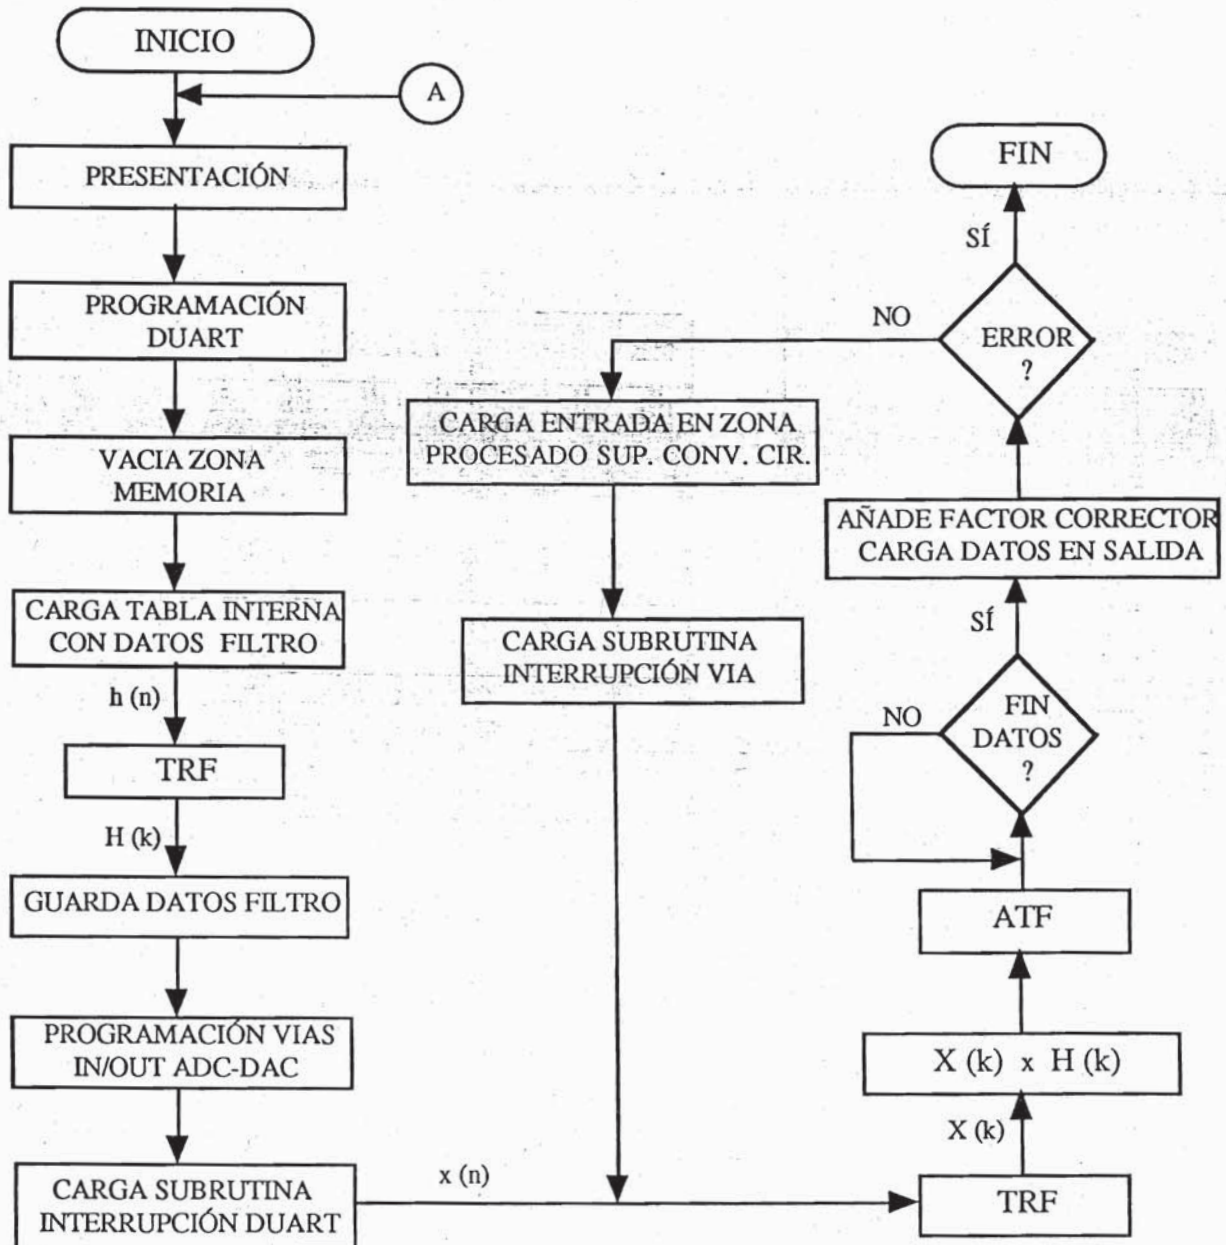 INICIO
A
PRESENTACIÓN
PROGRAMACIÓN
DUART
VACIA ZONA
MEMORIA
CARGA TABLA INTERNA
CON DATOS FILTRO
h (n)
TRF
H (k)
GUARDA DATOS FILTRO
PROGRAMACIÓN VIAS
IN/OUT ADC-DAC
CARGA SUBRUTINA
INTERRUPCIÓN DUART
x (n)
CARGA ENTRADA EN ZONA
PROCESADO SUP. CONV. CIR.
CARGA SUBRUTINA
INTERRUPCIÓN VIA
FIN
SÍ
NO
ERROR
?
AÑADE FACTOR CORRECTOR
CARGA DATOS EN SALIDA
SÍ
NO
FIN
DATOS
?
ATF
X (k) x H (k)
X (k)
TRF